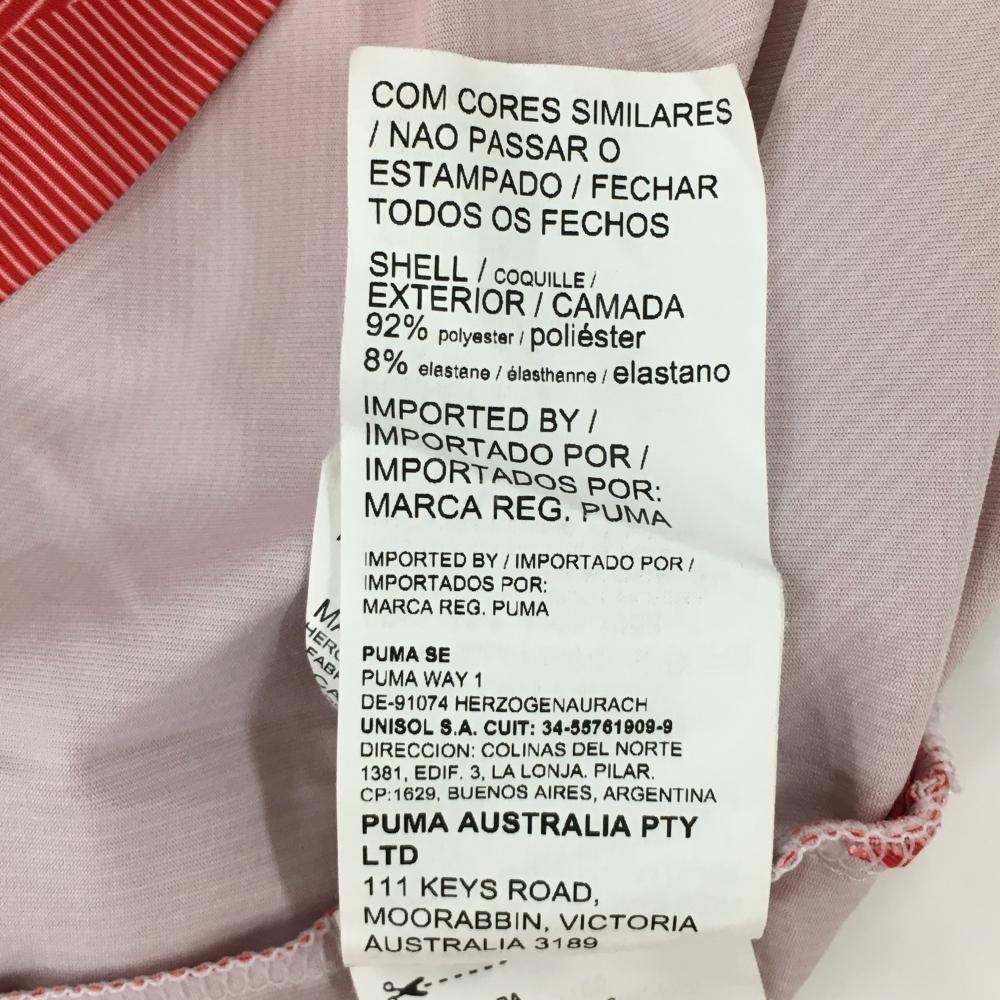 COM CORES SIMILARES
/ NAO PASSAR O
ESTAMPADO / FECHAR
TODOS OS FECHOS
SHELL / COQUILLE /
EXTERIOR / CAMADA
92% polyester / poliéster
8% elastane / élasthanne / elastano
IMPORTED BY /
IMPORTADO POR /
IMPORTADOS POR:
MARCA REG. PUMA
IMPORTED BY / IMPORTADO POR /
IMPORTADOS POR:
MARCA REG. PUMA
PUMA SE
PUMA WAY 1
DE-91074 HERZOGENAURACH
UNISOL S.A. CUIT: 34-55761909-9
DIRECCION: COLINAS DEL NORTE
1381, EDIF. 3, LA LONJA. PILAR.
CP:1629, BUENOS AIRES, ARGENTINA
PUMA AUSTRALIA PTY
LTD
111 KEYS ROAD,
MOORABBIN, VICTORIA
AUSTRALIA 3189